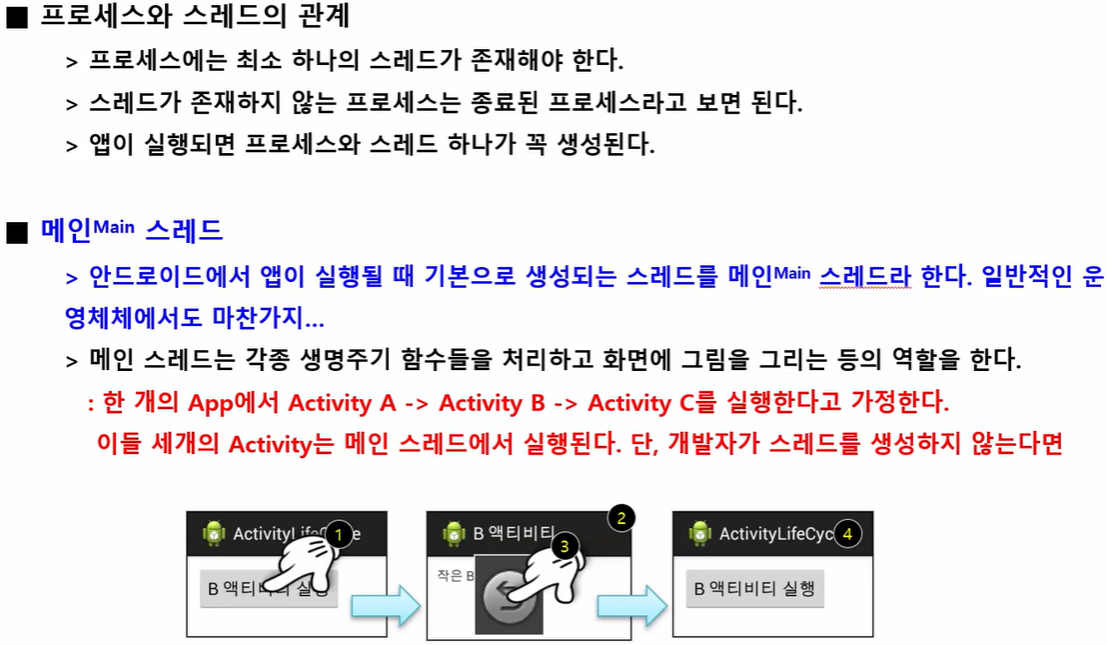 ■ 프로세스와 스레드의 관계
> 프로세스에는 최소 하나의 스레드가 존재해야 한다.
> 스레드가 존재하지 않는 프로세스는 종료된 프로세스라고 보면 된다.
> 앱이 실행되면 프로세스와 스레드 하나가 꼭 생성된다.
■ 메인Main 스레드
> 안드로이드에서 앱이 실행될 때 기본으로 생성되는 스레드를 메인Main 스레드라 한다. 일반적인 운
영체체에서도 마찬가지...
> 메인 스레드는 각종 생명주기 함수들을 처리하고 화면에 그림을 그리는 등의 역할을 한다.
: 한 개의 App에서 Activity A -> Activity B -> Activity C를 실행한다고 가정한다.
이들 세개의 Activity는 메인 스레드에서 실행된다. 단, 개발자가 스레드를 생성하지 않는다면
1
B 액티비티
2
ActivityLifeCyc
4
3
작은 B
B 액티비티 실행